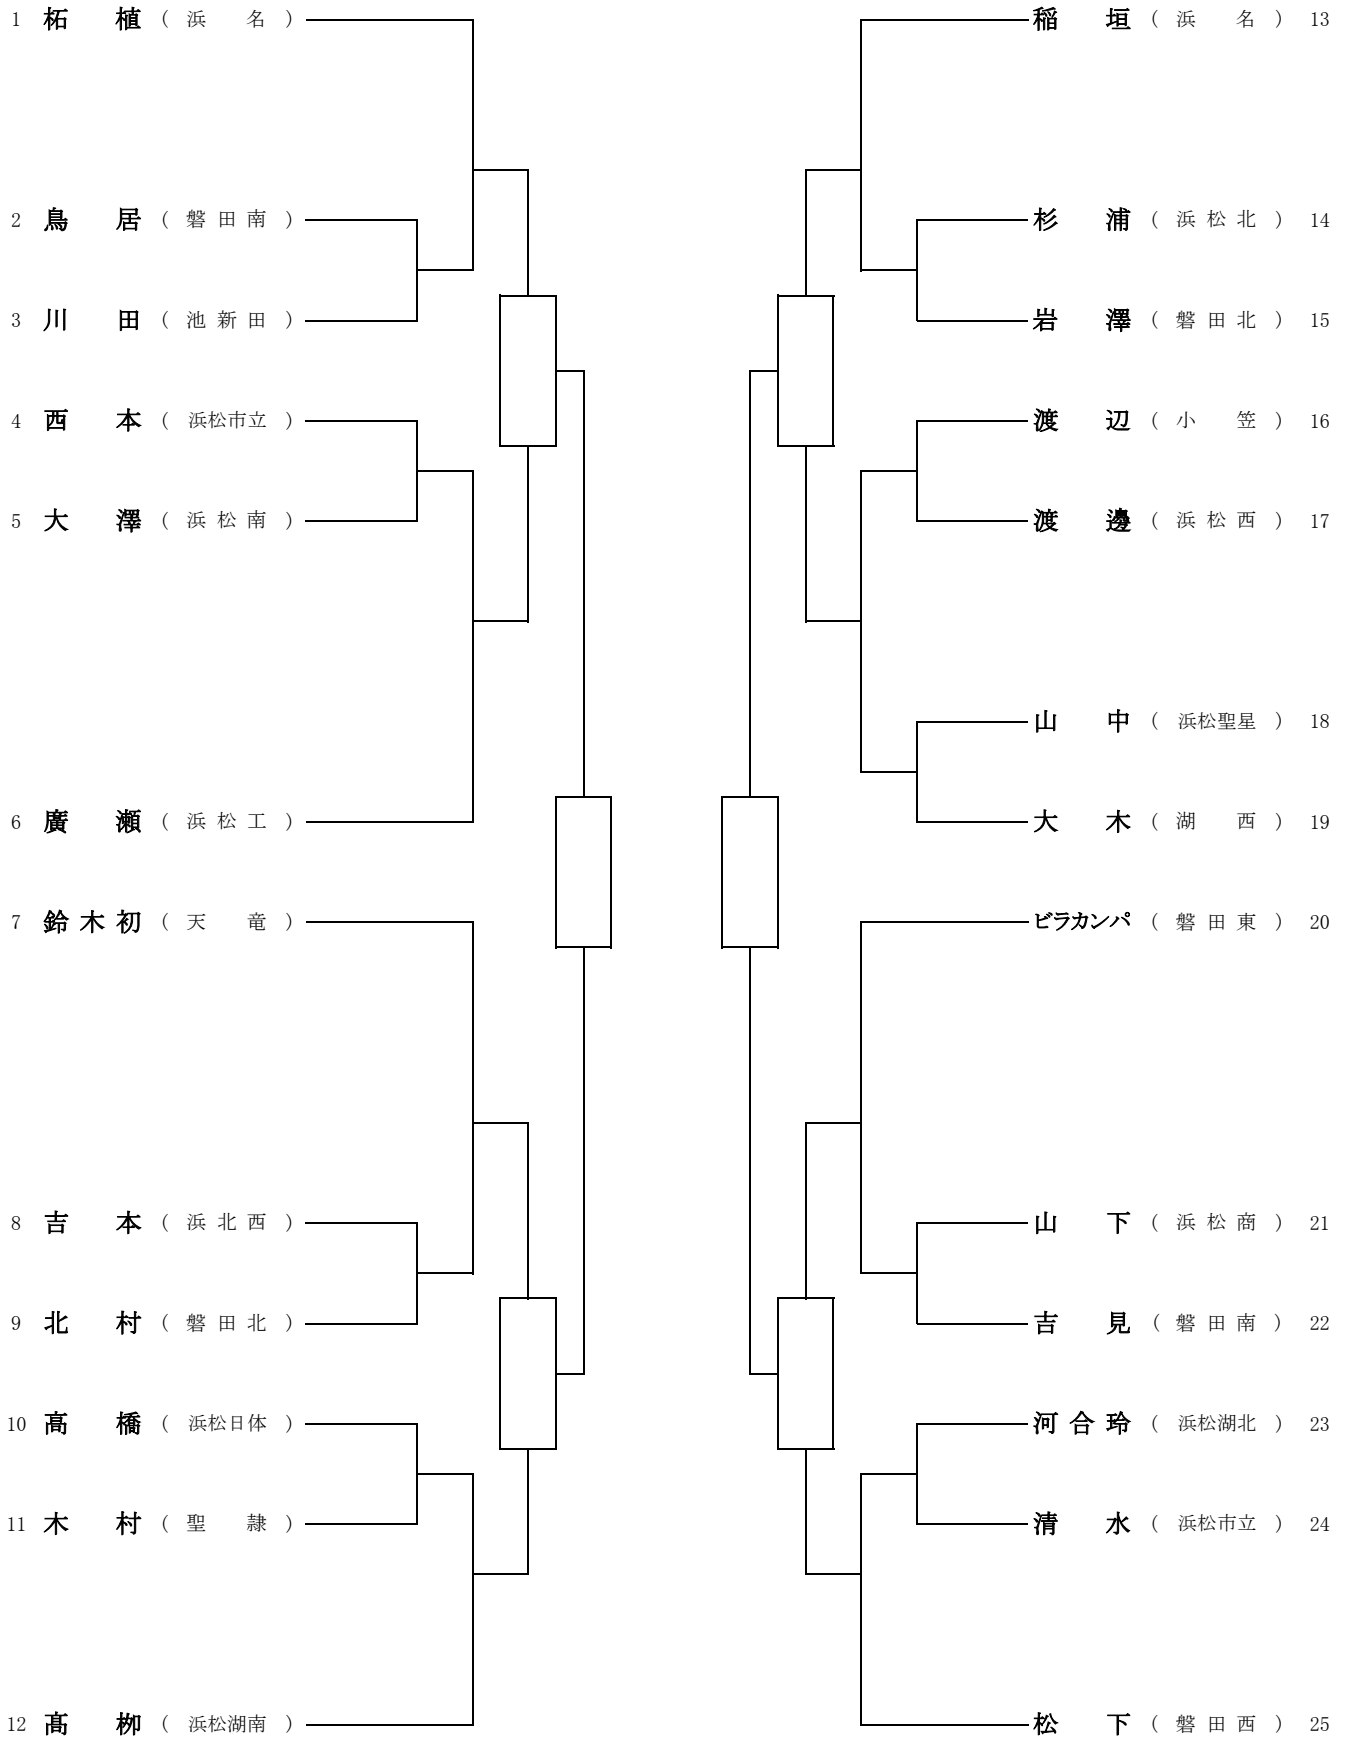 1 柘植 (浜名)
2 鳥居 (磐田南)
3 川田 (池新田)
4 西本 (浜松市立)
5 大澤 (浜松南)
6 廣瀬 (浜松工)
7 鈴木初 (天竜)
8 吉本 (浜北西)
9 北村 (磐田北)
10 髙橋 (浜松日体)
11 木村 (聖隷)
12 髙栁 (浜松湖南)
稲垣 (浜名) 13
杉浦 (浜松北) 14
岩澤 (磐田北) 15
渡辺 (小笠) 16
渡邊 (浜松西) 17
山中 (浜松聖星) 18
大木 (湖西) 19
ビラカンパ (磐田東) 20
山下 (浜松商) 21
吉見 (磐田南) 22
河合玲 (浜松湖北) 23
清水 (浜松市立) 24
松下 (磐田西) 25